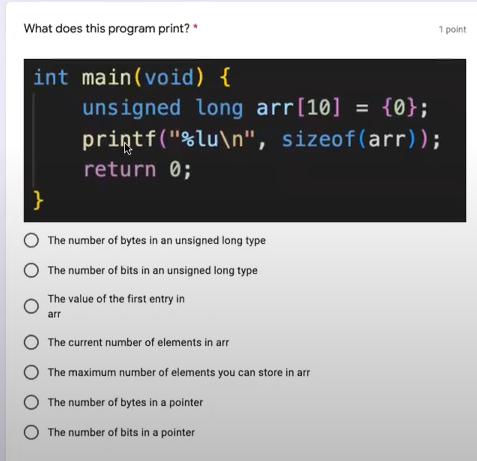 What does this program print? *
1 point
int main(void) {
unsigned long arr[10] = {0};
printf("%lu\n", sizeof(arr));
return 0;
}
The number of bytes in an unsigned long type
The number of bits in an unsigned long type
The value of the first entry in
arr
The current number of elements in arr
The maximum number of elements you can store in arr
The number of bytes in a pointer
The number of bits in a pointer